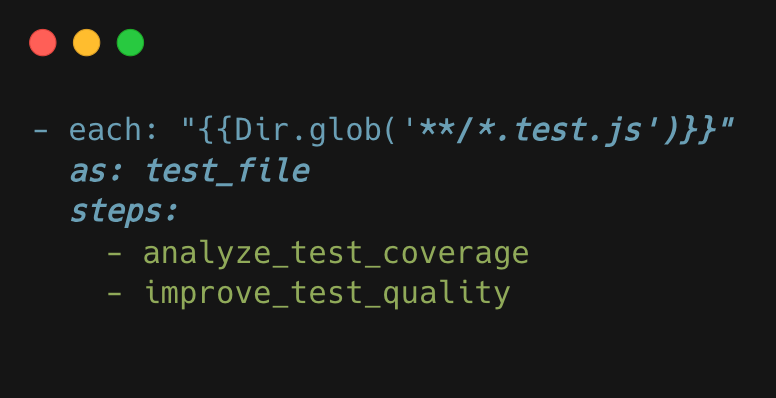 - each: "{{Dir.glob('**/*.test.js')}}"
  as: test_file
  steps:
    - analyze_test_coverage
    - improve_test_quality